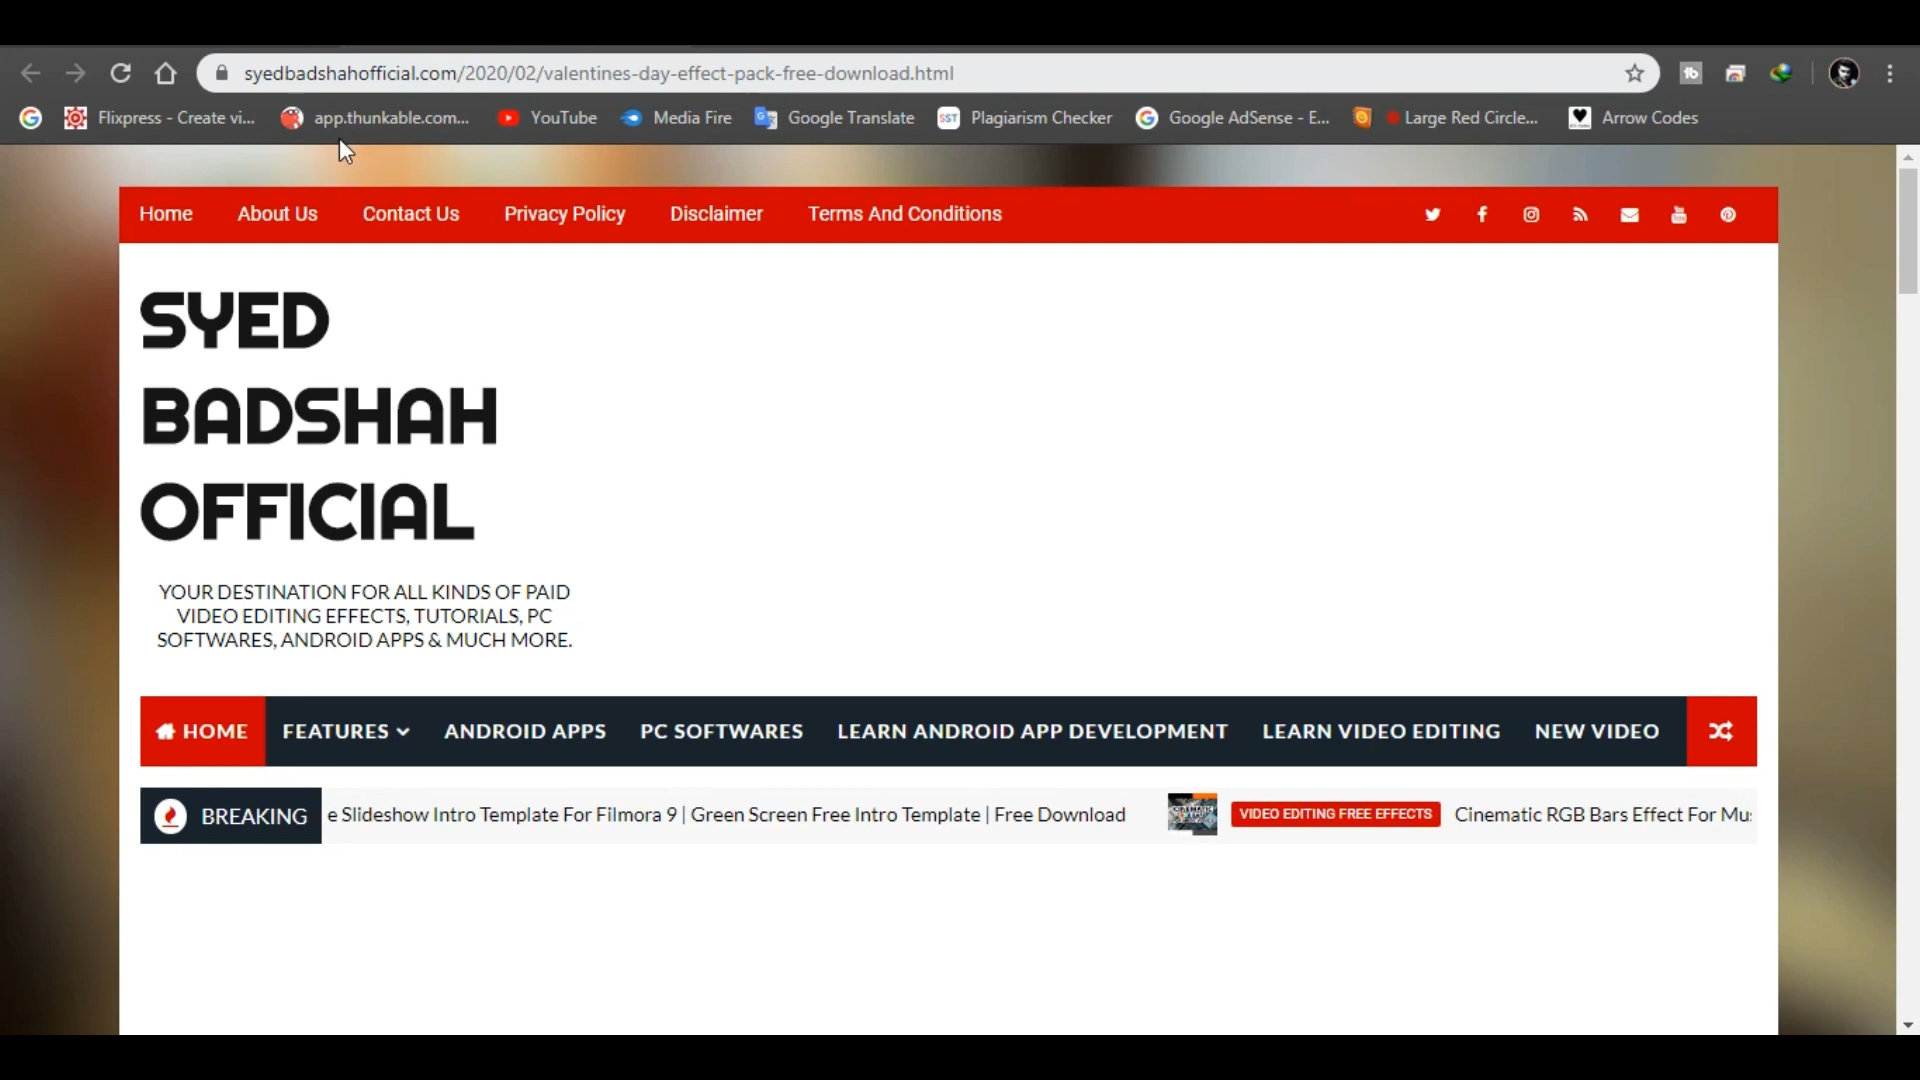 syedbadshahofficial.com/2020/02/valentines-day-effect-pack-free-download.html
Flixpress - Create vi... app.thunkable.com... YouTube Media Fire Google Translate SST Plagiarism Checker Google AdSense - E... Large Red Circle... Arrow Codes
Home About Us Contact Us Privacy Policy Disclaimer Terms And Conditions
SYED
BADSHAH
OFFICIAL
YOUR DESTINATION FOR ALL KINDS OF PAID
VIDEO EDITING EFFECTS, TUTORIALS, PC
SOFTWARES, ANDROID APPS & MUCH MORE.
HOME FEATURES ANDROID APPS PC SOFTWARES LEARN ANDROID APP DEVELOPMENT LEARN VIDEO EDITING NEW VIDEO
BREAKING e Slideshow Intro Template For Filmora 9 | Green Screen Free Intro Template | Free Download VIDEO EDITING FREE EFFECTS Cinematic RGB Bars Effect For Mu